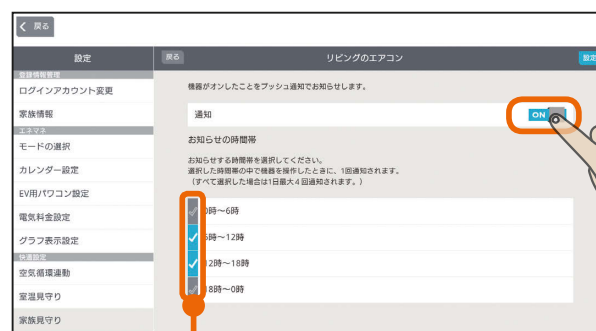 戻る
設定
戻る
リビングのエアコン
設定
登録情報管理
ログインアカウント変更
家族情報
エネマネ
モードの選択
カレンダー設定
EV用パワコン設定
電気料金設定
グラフ表示設定
快適設定
空気循環連動
室温見守り
家族見守り
機器がオンしたことをプッシュ通知でお知らせします。
通知
ON
お知らせの時間帯
お知らせする時間帯を選択してください。
選択した時間帯の中で機器を操作したときに、1回通知されます。
(すべて選択した場合は1日最大4回通知されます。)
0時~6時
6時~12時
12時~18時
18時~0時